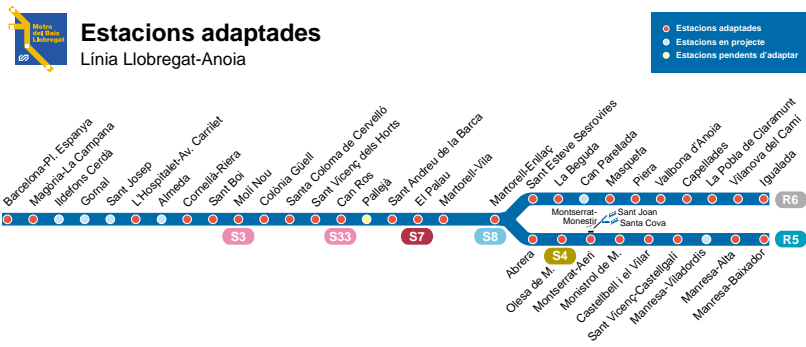 Metro
del Baix
Llobregat
Estacions adaptades
Línia Llobregat-Anoia
Estacions adaptades
Estacions en projecte
Estacions pendents d'adaptar
Barcelona-Pl. Espanya
Magòria-La Campana
Ildefons Cerdà
Gornal
Sant Josep
L'Hospitalet-Av. Carrilet
Almeda
Cornellà-Riera
Sant Boi
Molí Nou
Colònia Güell
Santa Coloma de Cervelló
Sant Vicenç dels Horts
Can Ros
Pallejà
Sant Andreu de la Barca
El Palau
Martorell-Vila
Martorell-Enllaç
Sant Esteve Sesrovires
La Beguda
Can Parellada
Masquefa
Piera
Vallbona d'Anoia
Capellades
La Pobla de Claramunt
Vilanova del Camí
Igualada
R6
Montserrat-
Monestir
Sant Joan
Santa Cova
S3
S33
S7
S8
S4
R5
Abrera
Olesa de M.
Montserrat-Aeri
Monistrol de M.
Castellbell i el Vilar
Sant Vicenç-Castellgalí
Manresa-Viladordis
Manresa-Alta
Manresa-Baixador